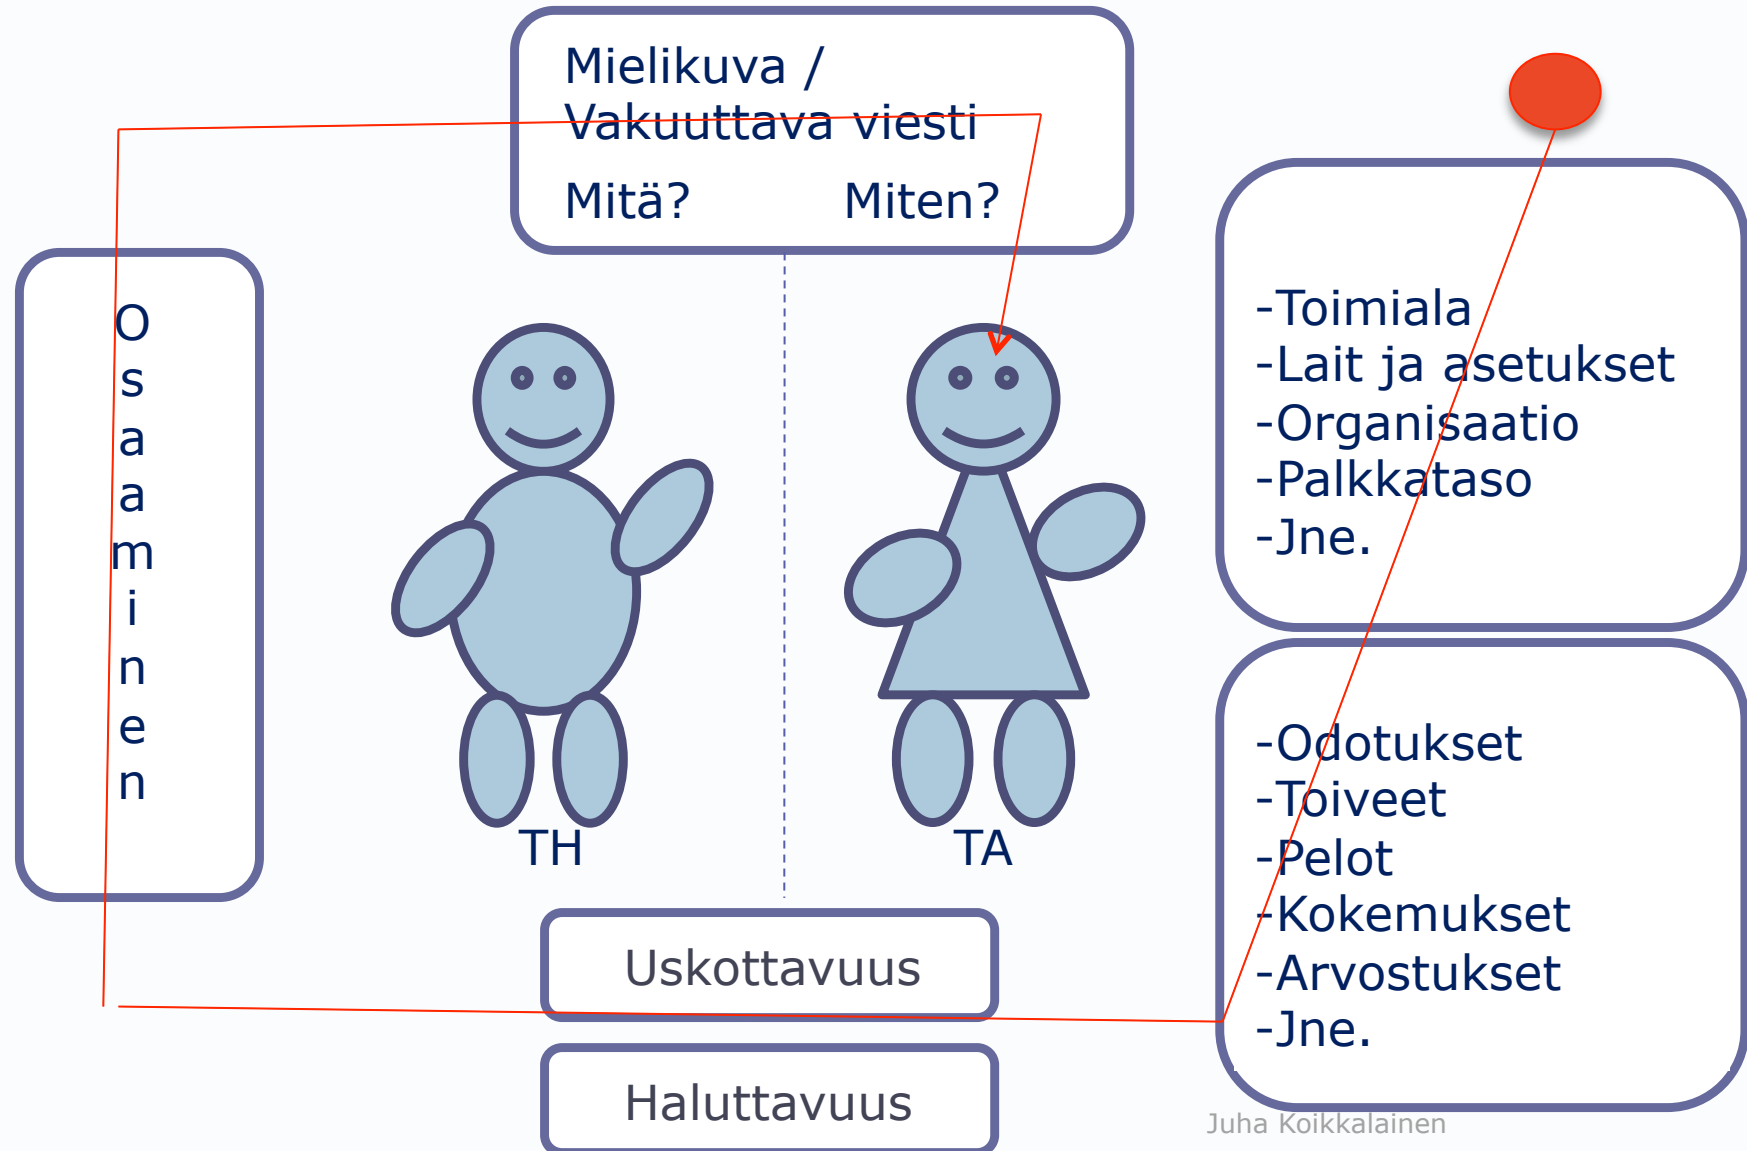 Mielikuva /
Vakuuttava viesti
Mitä? Miten?
Osaaminen
-Toimiala
-Lait ja asetukset
-Organisaatio
-Palkkataso
-Jne.
TH
TA
-Odotukset
-Toiveet
-Pelot
-Kokemukset
-Arvostukset
-Jne.
Uskottavuus
Haluttavuus
Juha Koikkalainen